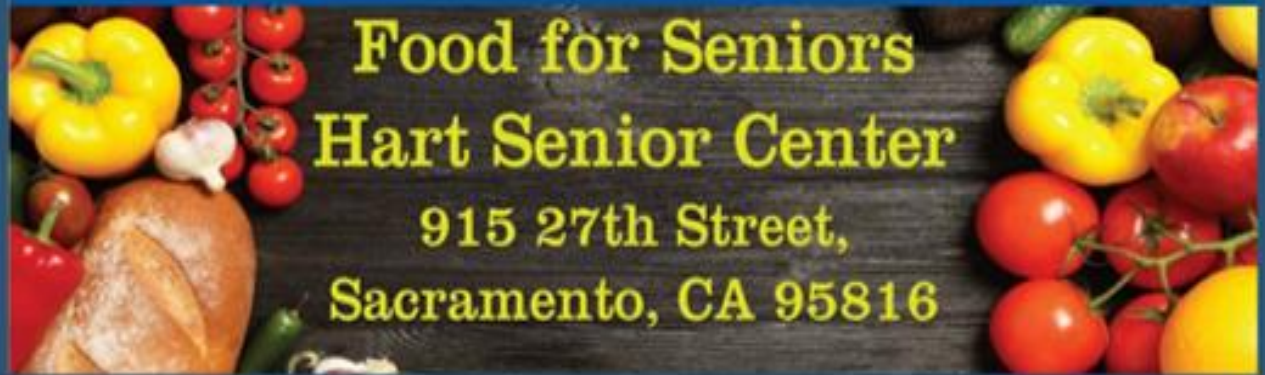 Food for Seniors
Hart Senior Center
915 27th Street,
Sacramento, CA 95816